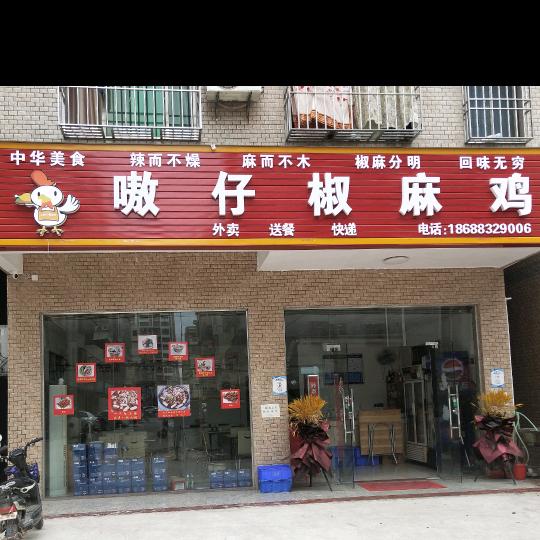 中华美食 辣而不燥 麻而不木 椒麻分明 回味无穷
嗷仔椒麻鸡
外卖 送餐 快递 电话:18688329006